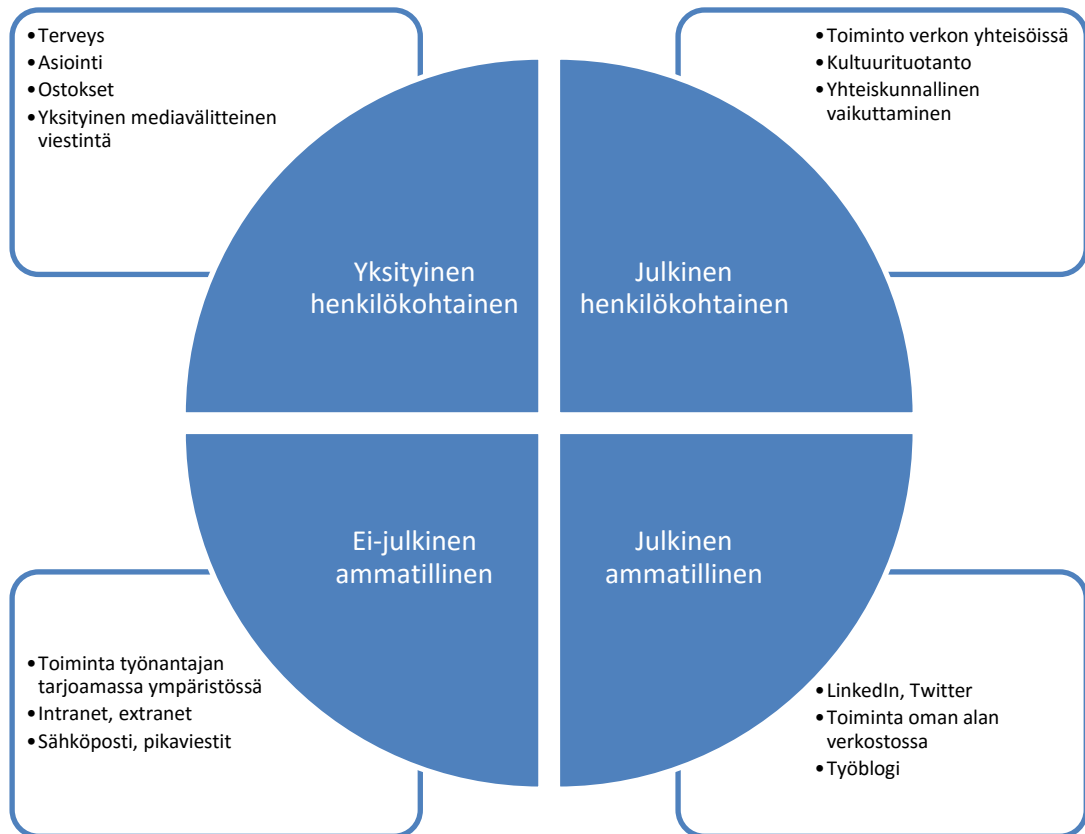 •Terveys
•Asiointi
•Ostokset
•Yksityinen mediavälitteinen
viestintä
•Toiminto verkon yhteisöissä
•Kultuurituotanto
•Yhteiskunnallinen
vaikuttaminen
Yksityinen
henkilökohtainen
Julkinen
henkilökohtainen
Ei-julkinen
ammatillinen
Julkinen
ammatillinen
•Toiminta työnantajan
tarjoamassa ympäristössä
•Intranet, extranet
•Sähköposti, pikaviestit
•LinkedIn, Twitter
•Toiminta oman alan
verkostossa
•Työblogi